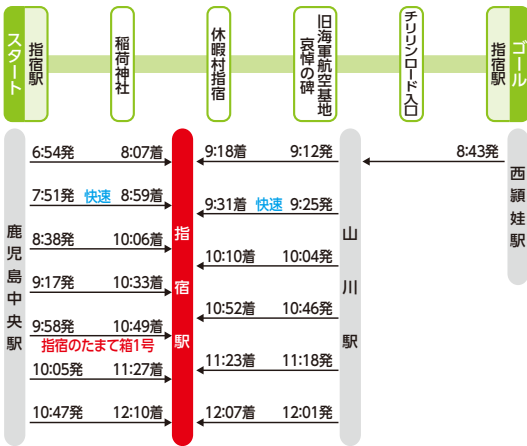 スタート
指宿駅
稲荷神社
休暇村指宿
旧海軍航空基地
哀悼の碑
チリリンロード入口
指宿駅
ゴール
鹿児島中央駅
指宿駅
山川駅
西頴娃駅
6:54発 8:07着
7:51発 快速 8:59着
8:38発 10:06着
9:17発 10:33着
9:58発 10:49着
指宿のたまて箱1号
10:05発 11:27着
10:47発 12:10着
9:18着 9:12発
9:31着 快速 9:25発
10:10着 10:04発
10:52着 10:46発
11:23着 11:18発
12:07着 12:01発
8:43発